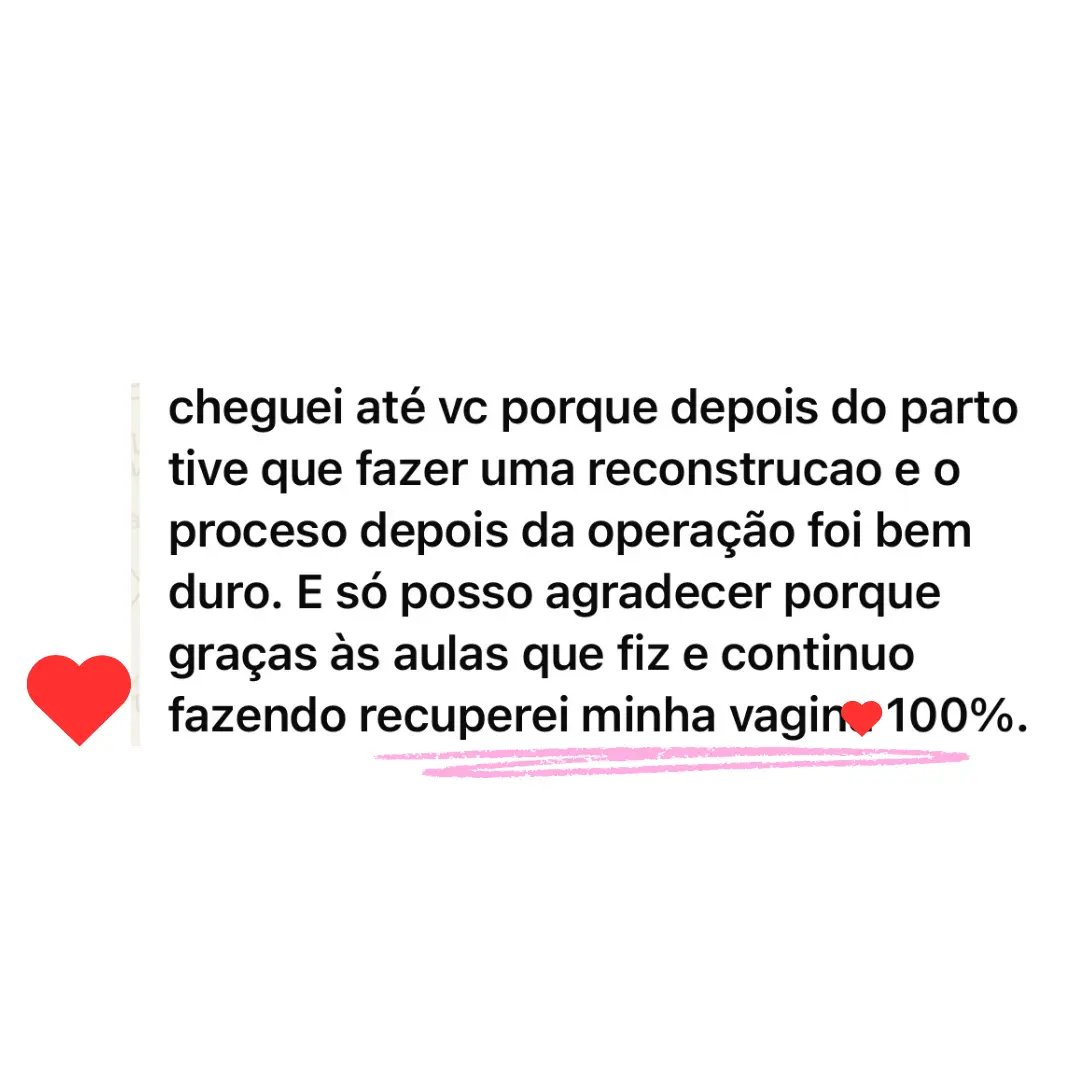 cheguei até vc porque depois do parto
tive que fazer uma reconstrucao e o
proceso depois da operação foi bem
duro. E só posso agradecer porque
graças às aulas que fiz e continuo
fazendo recuperei minha vagina 100%.